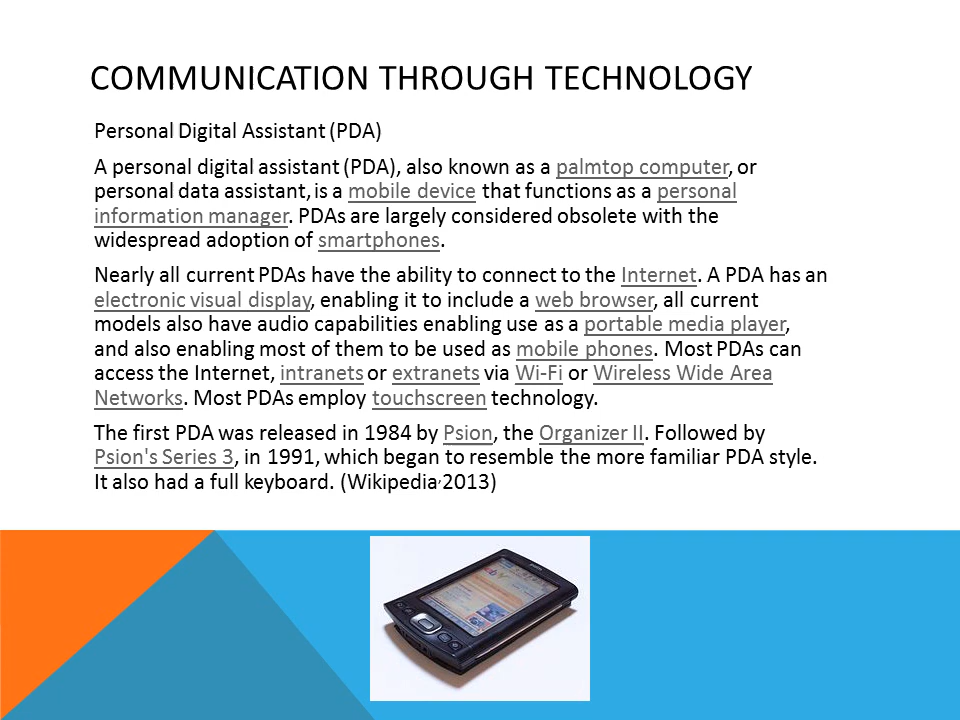 COMMUNICATION THROUGH TECHNOLOGY
Personal Digital Assistant (PDA)
A personal digital assistant (PDA), also known as a palmtop computer, or
personal data assistant, is a mobile device that functions as a personal
information manager. PDAs are largely considered obsolete with the
widespread adoption of smartphones.
Nearly all current PDAs have the ability to connect to the Internet. A PDA has an
electronic visual display, enabling it to include a web browser, all current
models also have audio capabilities enabling use as a portable media player,
and also enabling most of them to be used as mobile phones. Most PDAs can
access the Internet, intranets or extranets via Wi-Fi or Wireless Wide Area
Networks. Most PDAs employ touchscreen technology.
The first PDA was released in 1984 by Psion, the Organizer II. Followed by
Psion's Series 3, in 1991, which began to resemble the more familiar PDA style.
It also had a full keyboard. (Wikipedia,2013)